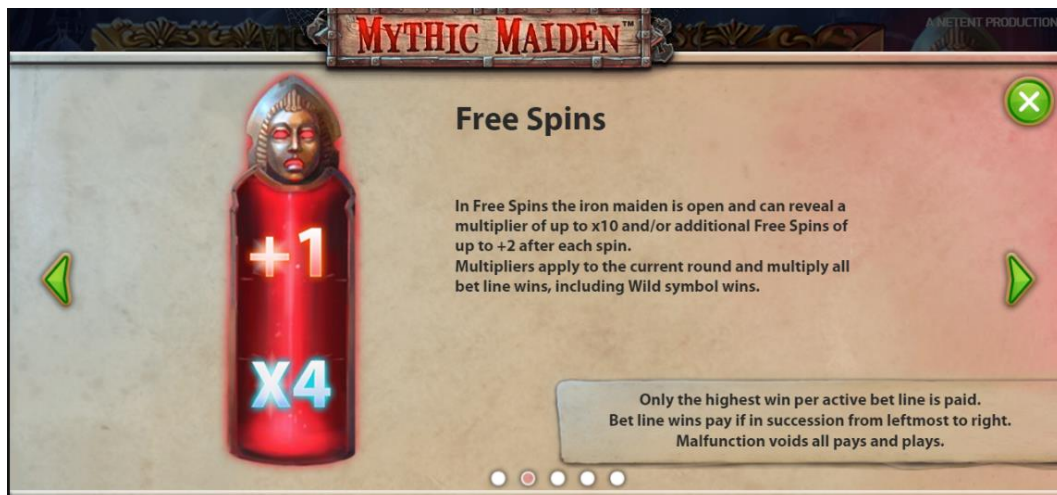 MYTHIC MAIDEN™
A NETENT PRODUCTION
Free Spins
In Free Spins the iron maiden is open and can reveal a
multiplier of up to x10 and/or additional Free Spins of
up to +2 after each spin.
Multipliers apply to the current round and multiply all
bet line wins, including Wild symbol wins.
+1
X4
Only the highest win per active bet line is paid.
Bet line wins pay if in succession from leftmost to right.
Malfunction voids all pays and plays.